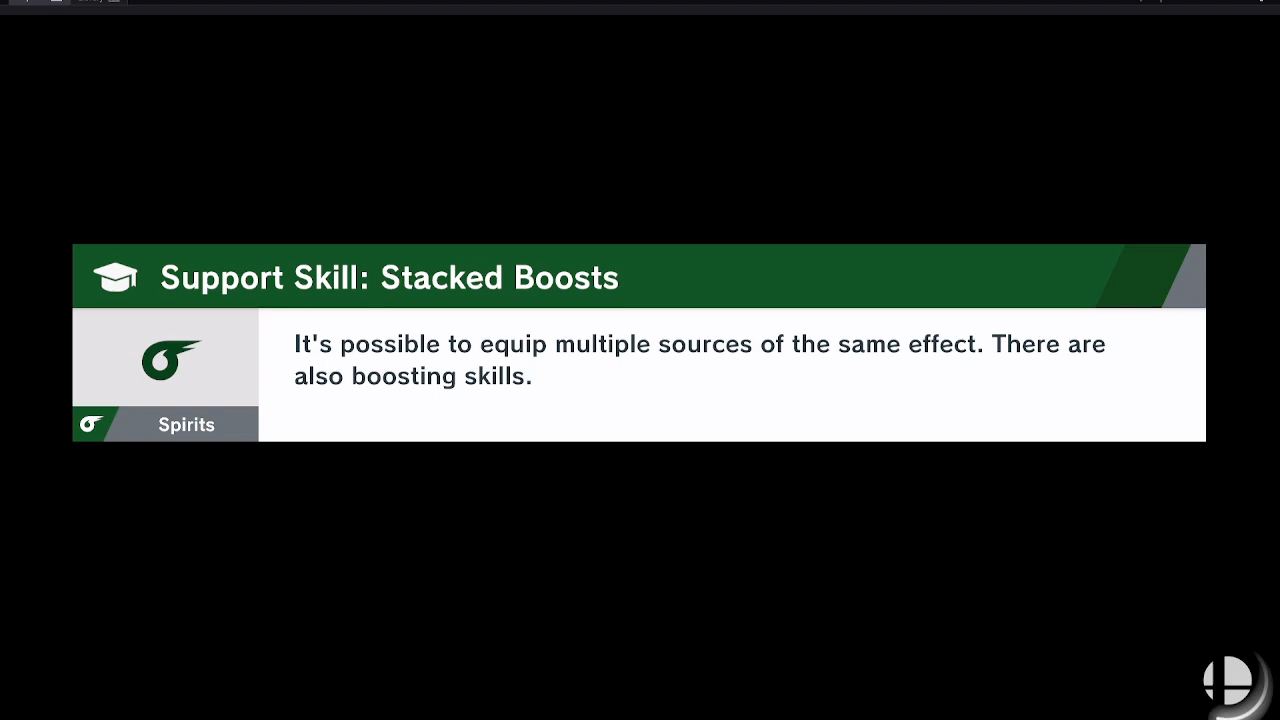 Support Skill: Stacked Boosts
It's possible to equip multiple sources of the same effect. There are
also boosting skills.
Spirits